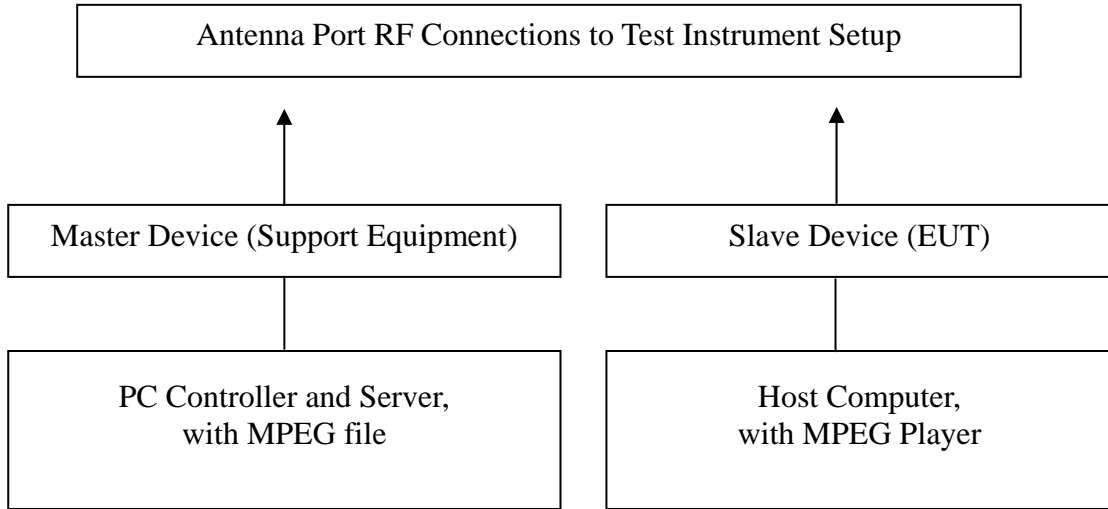 Antenna Port RF Connections to Test Instrument Setup
Master Device (Support Equipment)
Slave Device (EUT)
PC Controller and Server,
with MPEG file
Host Computer,
with MPEG Player